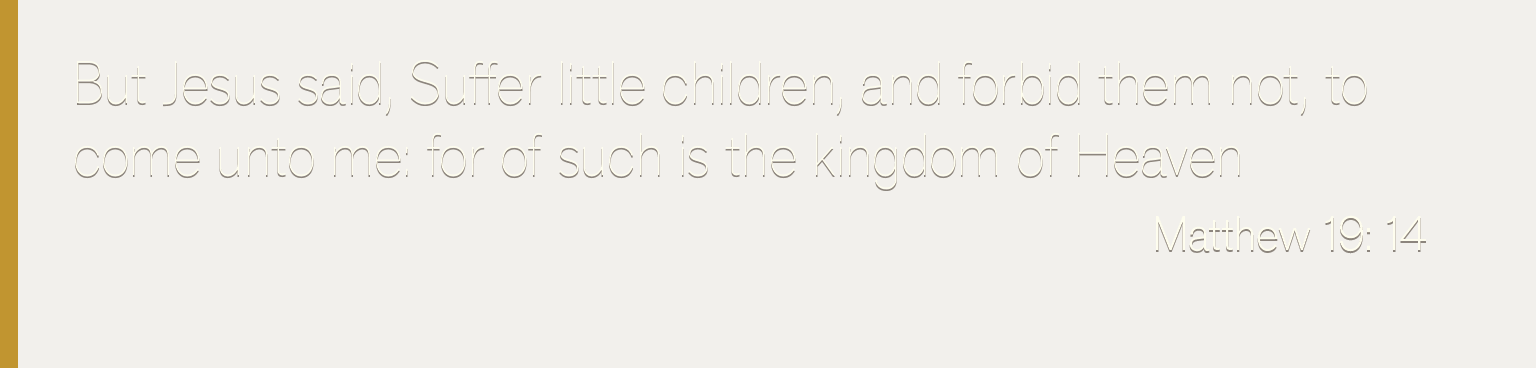 But Jesus said, Suffer little children, and forbid them not, to
come unto me: for of such is the kingdom of Heaven
Matthew 19: 14